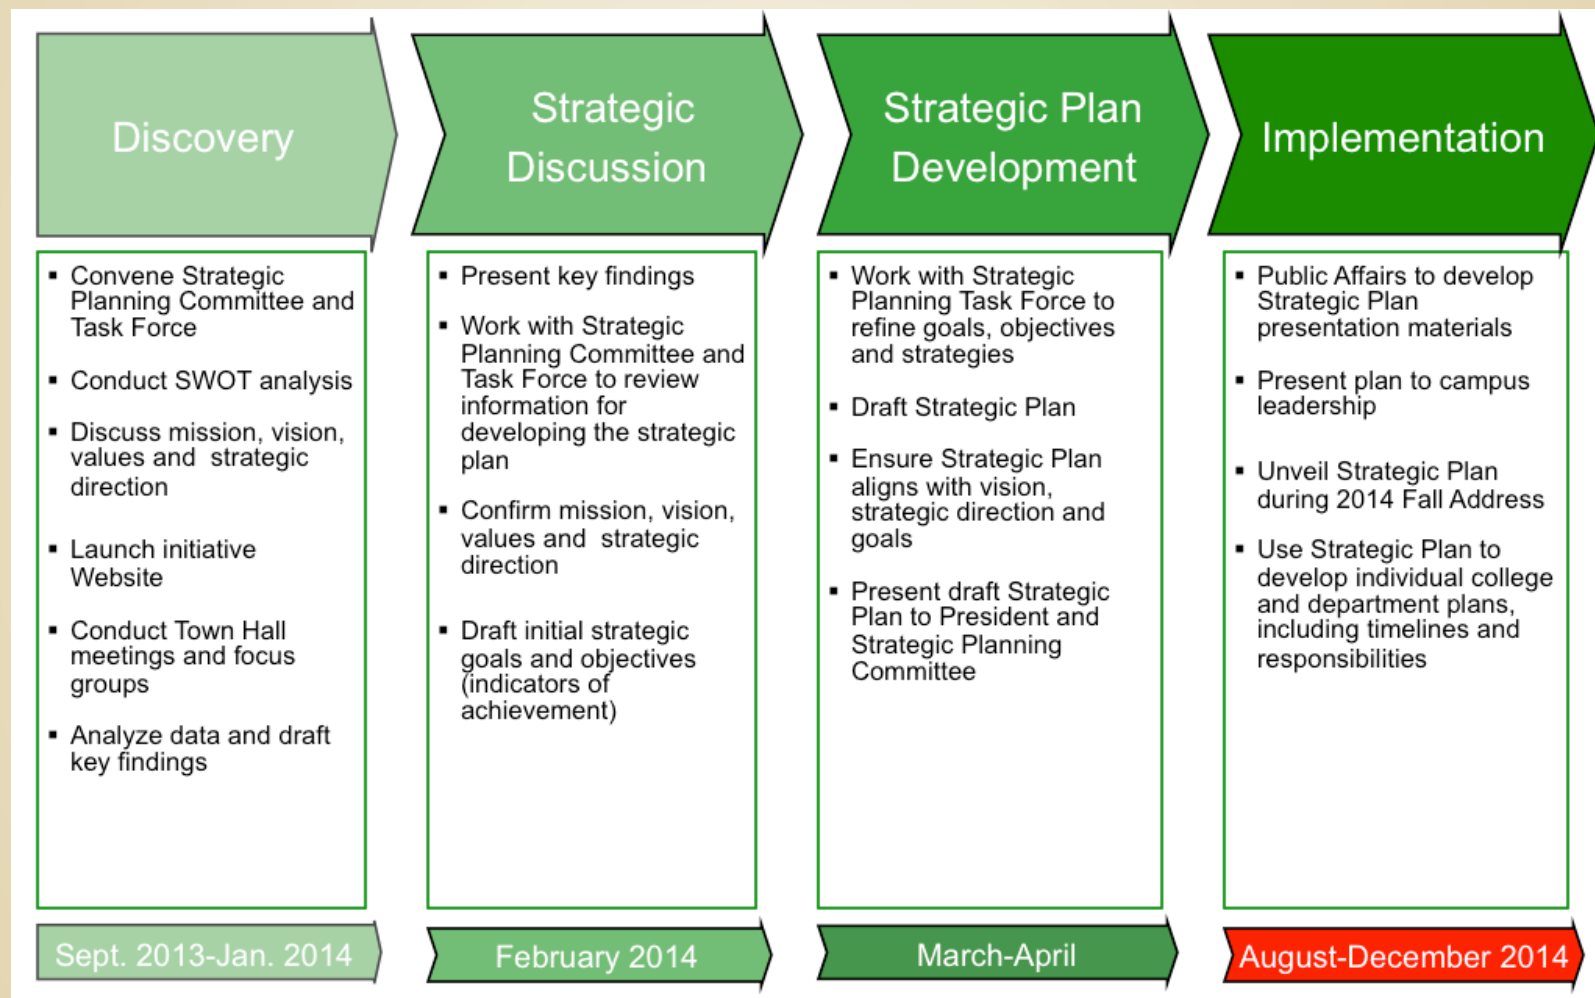 Discovery
▪ Convene Strategic
Planning Committee and
Task Force
▪ Conduct SWOT analysis
▪ Discuss mission, vision,
values and  strategic
direction
▪ Launch initiative
Website
▪ Conduct Town Hall
meetings and focus
groups
▪ Analyze data and draft
key findings
Sept. 2013-Jan. 2014
Strategic
Discussion
▪ Present key findings
▪ Work with Strategic
Planning Committee and
Task Force to review
information for
developing the strategic
plan
▪ Confirm mission, vision,
values and  strategic
direction
▪ Draft initial strategic
goals and objectives
(indicators of
achievement)
February 2014
Strategic Plan
Development
▪ Work with Strategic
Planning Task Force to
refine goals, objectives
and strategies
▪ Draft Strategic Plan
▪ Ensure Strategic Plan
aligns with vision,
strategic direction and
goals
▪ Present draft Strategic
Plan to President and
Strategic Planning
Committee
March-April
Implementation
▪ Public Affairs to develop
Strategic Plan
presentation materials
▪ Present plan to campus
leadership
▪ Unveil Strategic Plan
during 2014 Fall Address
▪ Use Strategic Plan to
develop individual college
and department plans,
including timelines and
responsibilities
August-December 2014